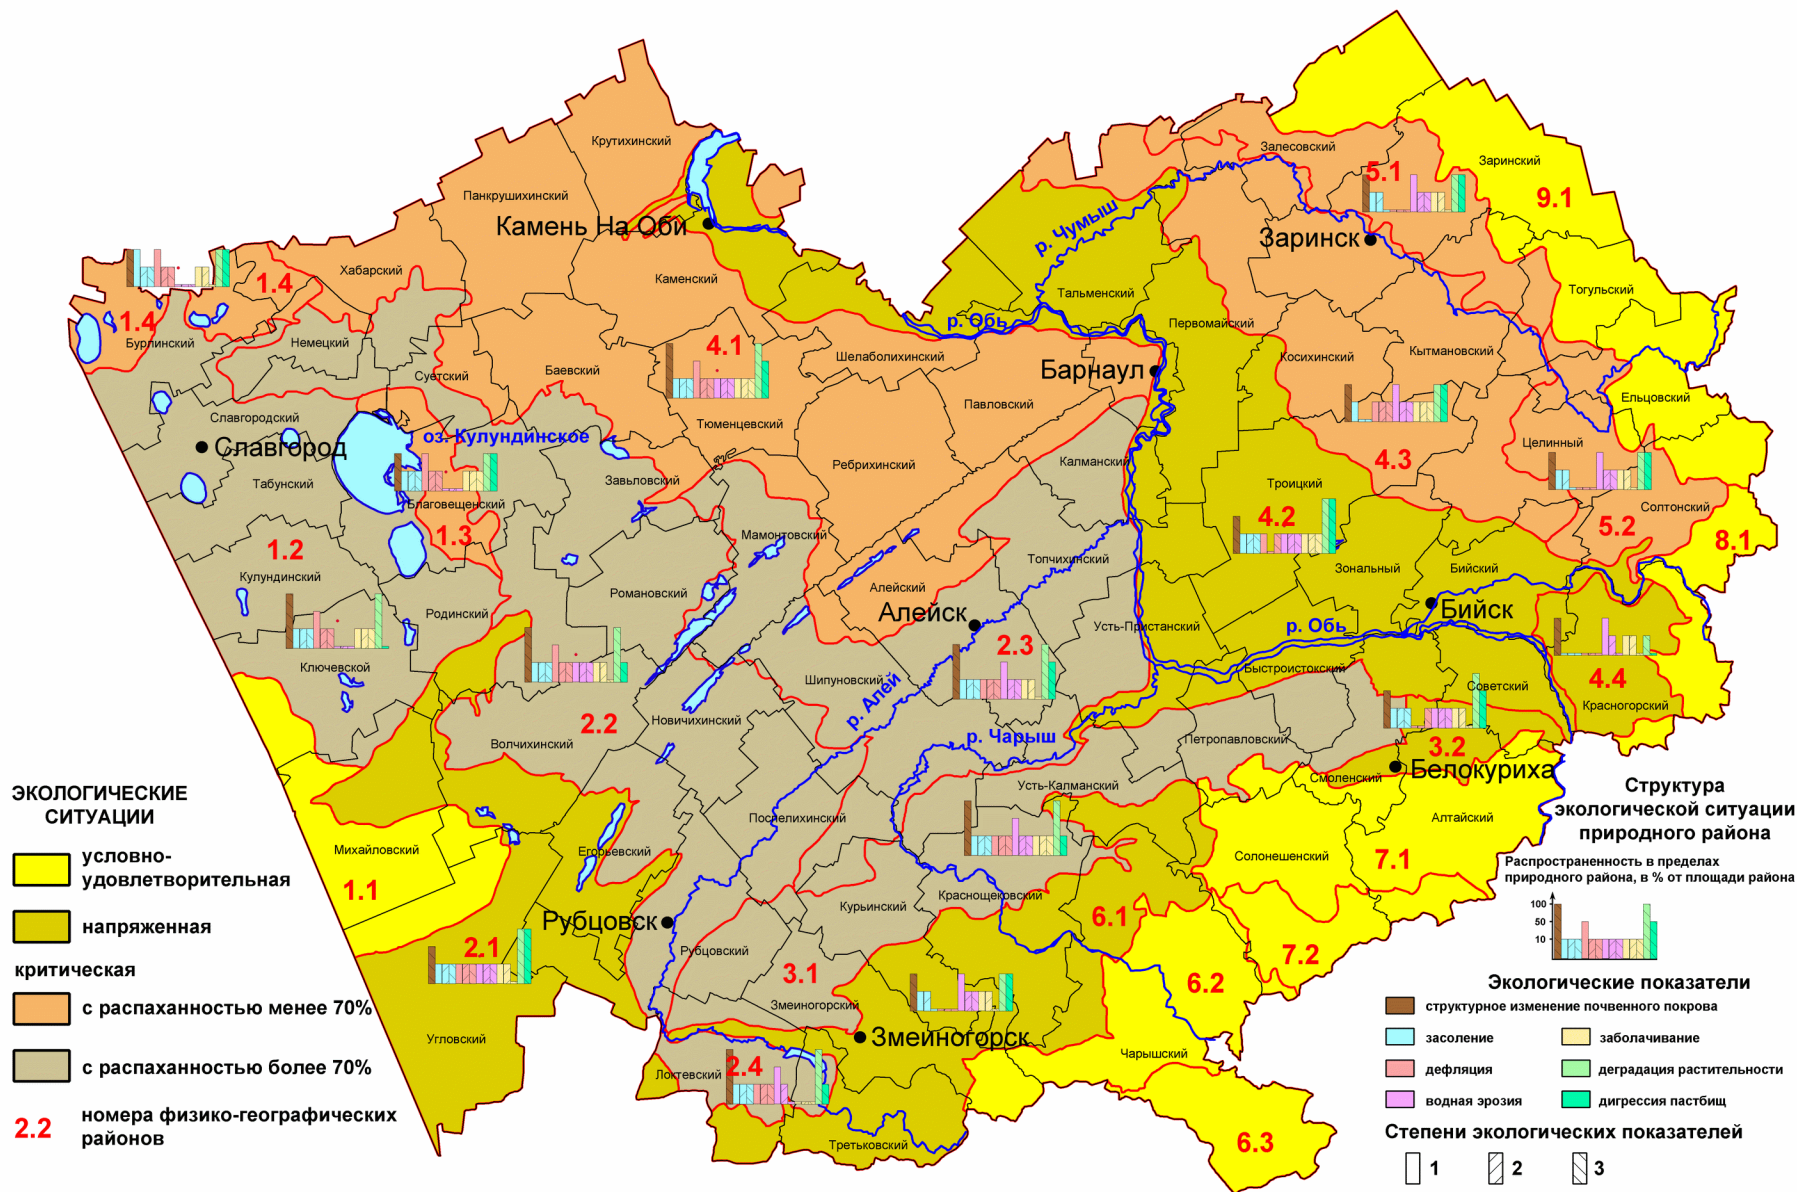 Крутихинский
Залесовский
Панкрушихинский
5.1
Заринский
9.1
Камень На Оби
р. Чумыш
Заринск
Хабарский
1.4
Каменский
Тальменский
Тогульский
1.4
Бурлинский
Немецкий
р. Обь
Первомайский
4.1
Шелаболихинский
Косихинский
Кытмановский
Суетский
Баевский
Барнаул
Ельцовский
Славгородский
Тюменцевский
Павловский
оз. Кулундинское
Славгород
Целинный
4.3
Табунский
Завьловский
Ребрихинский
Калманский
Троицкий
Благовещенский
Солтонский
1.3
4.2
5.2
8.1
1.2
Мамонтовский
Топчихинский
Кулундинский
Зональный
Бийский
Родинский
Романовский
Алейский
Алейск
Бийск
Усть-Пристанский
р. Обь
2.3
Ключевской
Шипуновский
Быстроистокский
Советский
4.4
Красногорский
р. Алей
2.2
Новичихинский
Волчихинский
р. Чарыш
Петропавловский
3.2
Смоленский
Белокуриха
Усть-Калманский
Поспелихинский
Алтайский
Михайловский
Егорьевский
Солонешенский
7.1
1.1
Краснощековский
Курьинский
6.1
Рубцовск
2.1
Рубцовский
7.2
3.1
6.2
Змеиногорский
Угловский
Змеиногорск
Чарышский
Локтевский
2.4
Третьковский
6.3
ЭКОЛОГИЧЕСКИЕ
СИТУАЦИИ
условно-
удовлетворительная
напряженная
критическая
с распаханностью менее 70%
с распаханностью более 70%
2.2
номера физико-географических
районов
Структура
экологической ситуации
природного района
Распространенность в пределах
природного района, в % от площади района
100
50
10
Экологические показатели
структурное изменение почвенного покрова
засоление
заболачивание
дефляция
деградация растительности
водная эрозия
дигрессия пастбищ
Степени экологических показателей
1 2 3